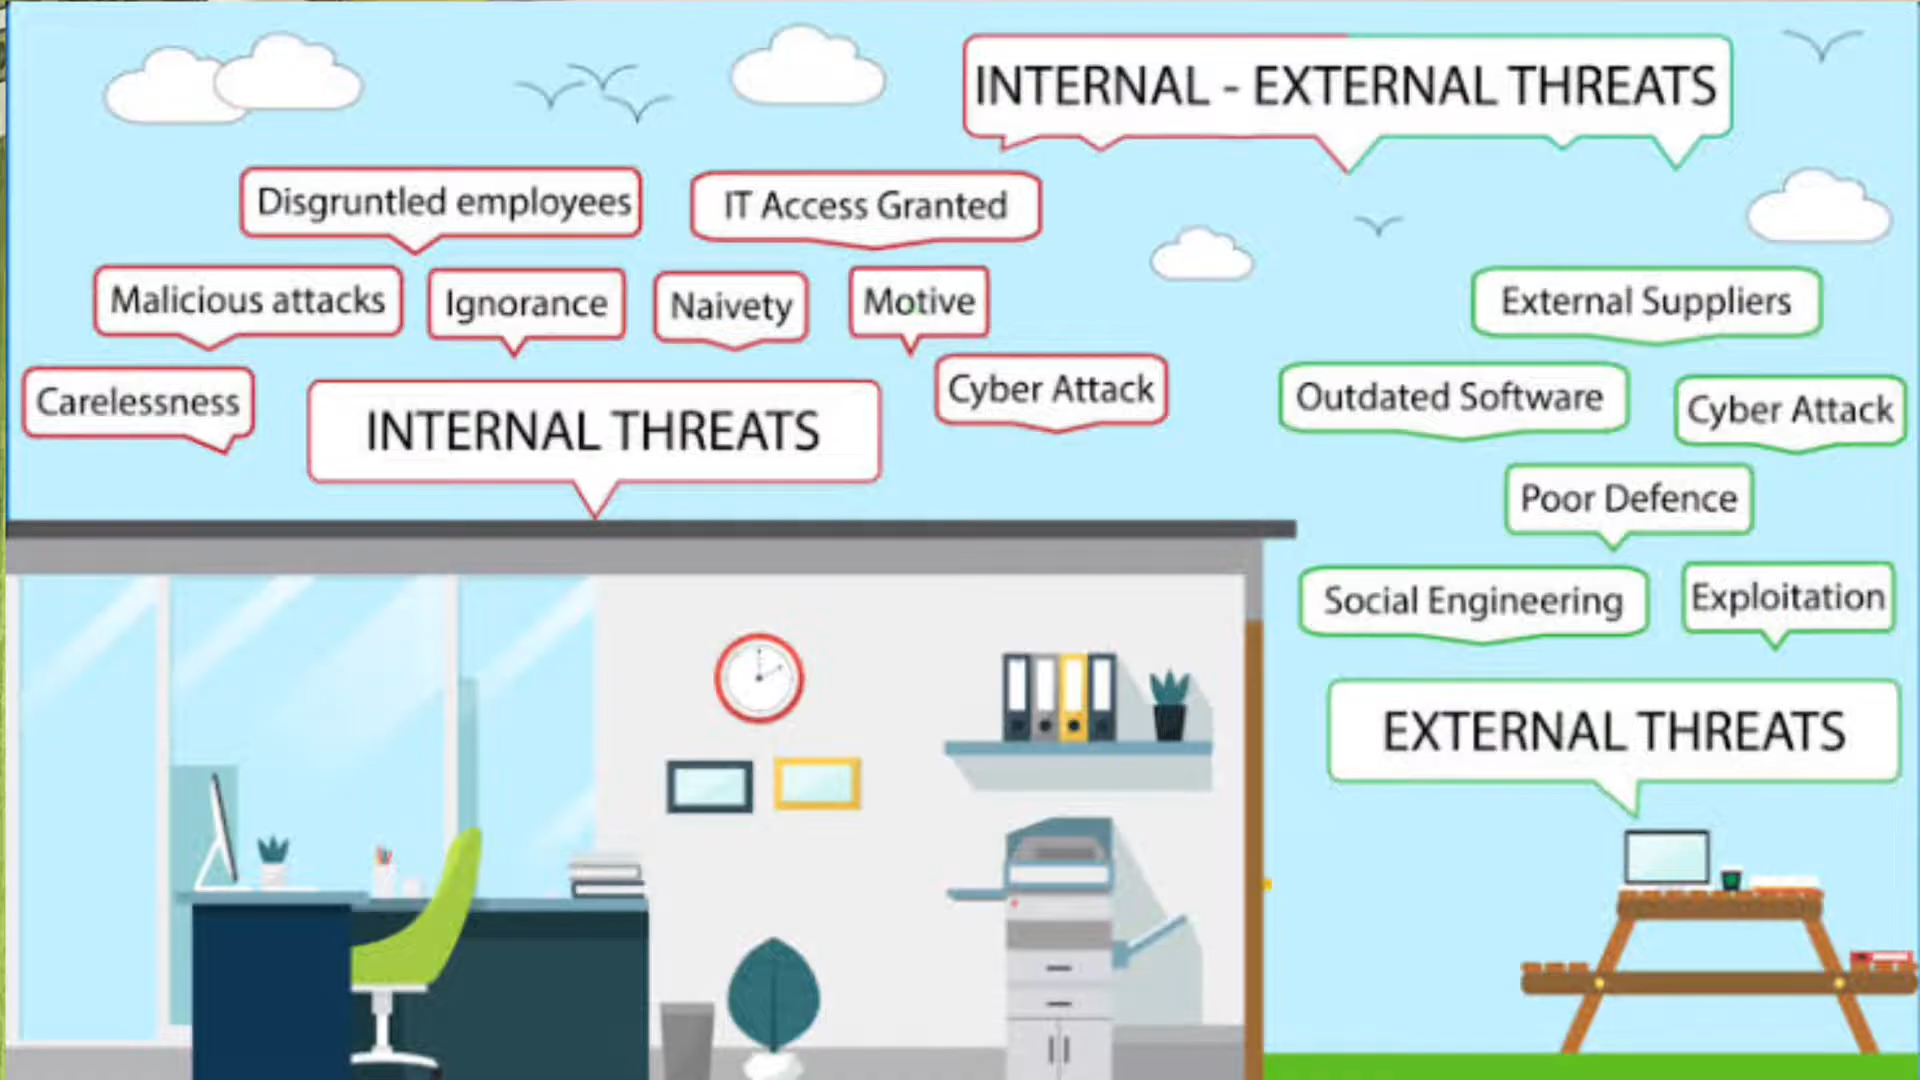 INTERNAL - EXTERNAL THREATS
Disgruntled employees
IT Access Granted
Malicious attacks
Ignorance
Naivety
Motive
Carelessness
INTERNAL THREATS
Cyber Attack
External Suppliers
Outdated Software
Cyber Attack
Poor Defence
Social Engineering
Exploitation
EXTERNAL THREATS